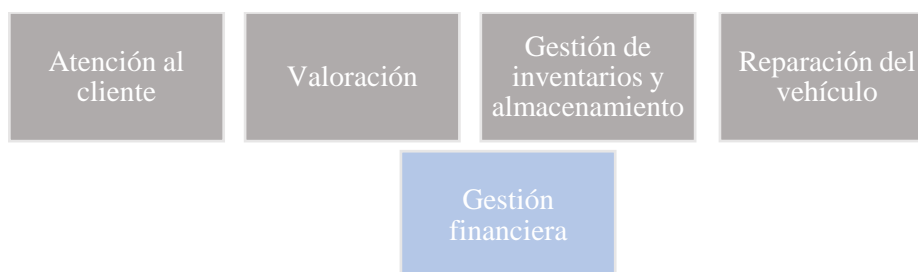 Atención al
cliente
Valoración
Gestión de
inventarios y
almacenamiento
Reparación del
vehículo
Gestión
financiera